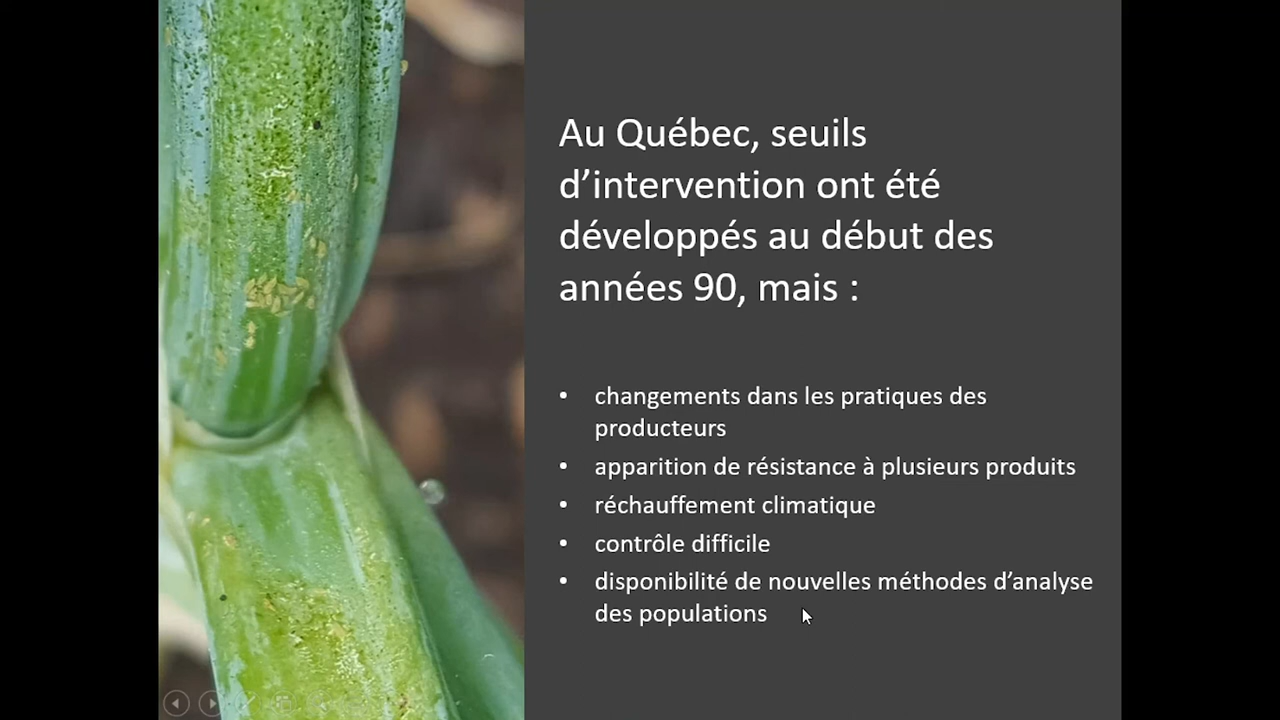 Au Québec, seuils
d’intervention ont été
développés au début des
années 90, mais :
• changements dans les pratiques des
producteurs
• apparition de résistance à plusieurs produits
• réchauffement climatique
• contrôle difficile
• disponibilité de nouvelles méthodes d’analyse
des populations